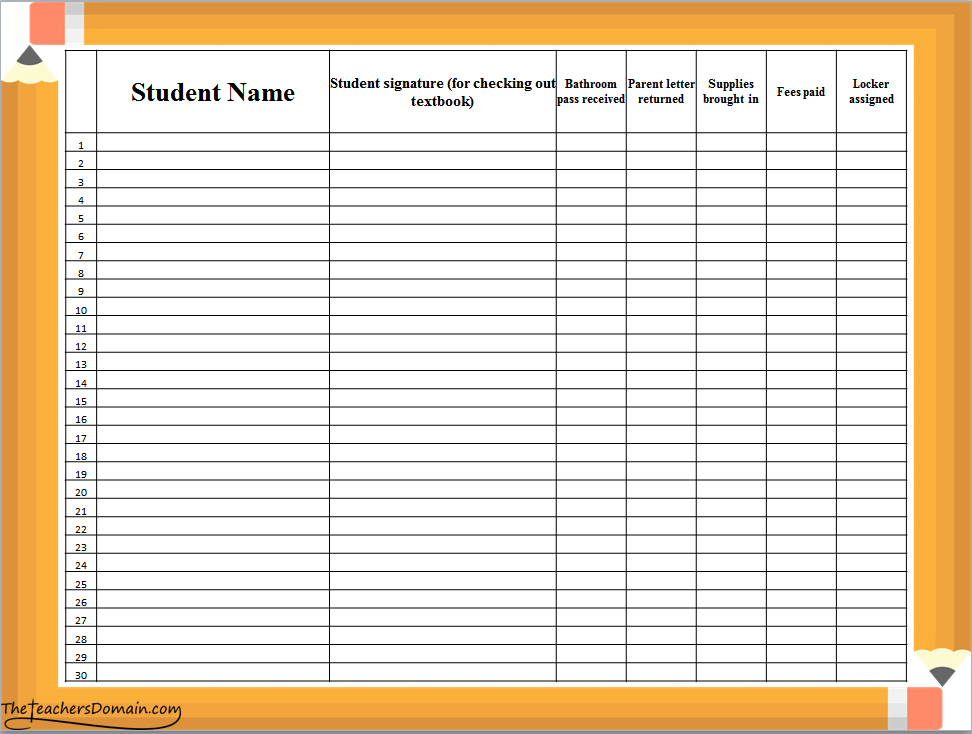 Student Name
Student signature (for checking out
textbook)
Bathroom
pass received
Parent letter
returned
Supplies
brought in
Fees paid
Locker
assigned
1
2
3
4
5
6
7
8
9
10
11
12
13
14
15
16
17
18
19
20
21
22
23
24
25
26
27
28
29
30
TheTeachersDomain.com